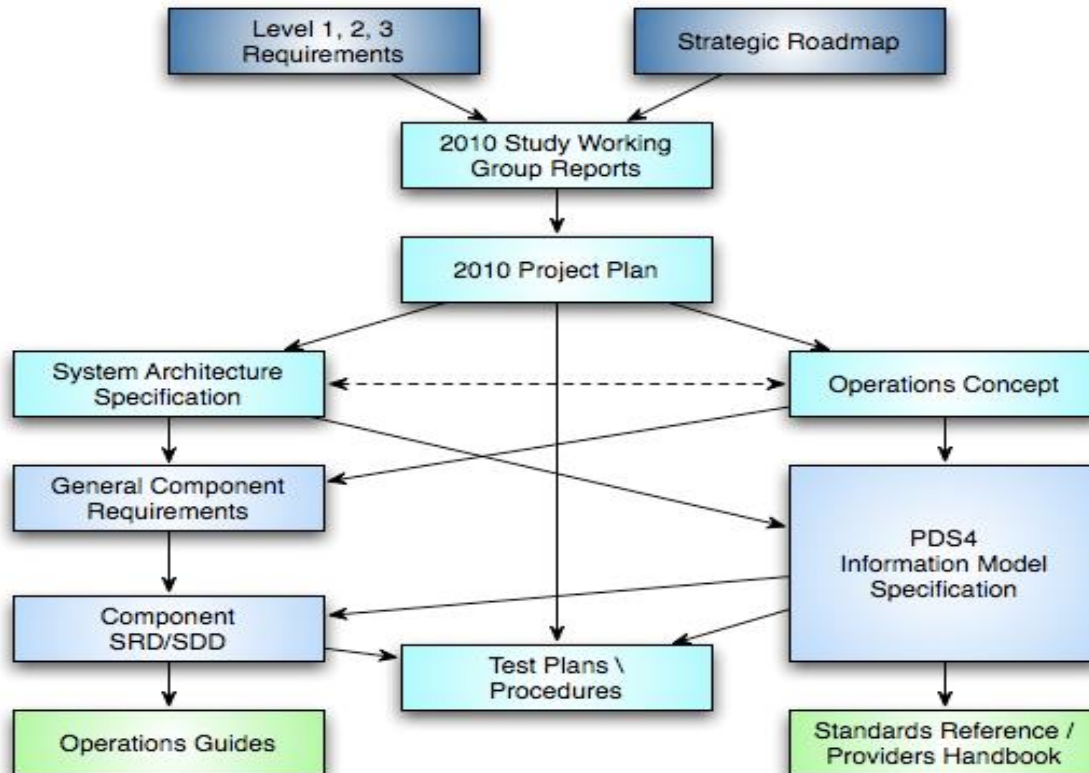 Level 1, 2, 3
Requirements
Strategic Roadmap
2010 Study Working
Group Reports
2010 Project Plan
System Architecture
Specification
Operations Concept
General Component
Requirements
PDS4
Information Model
Specification
Component
SRD/SDD
Test Plans \
Procedures
Operations Guides
Standards Reference /
Providers Handbook